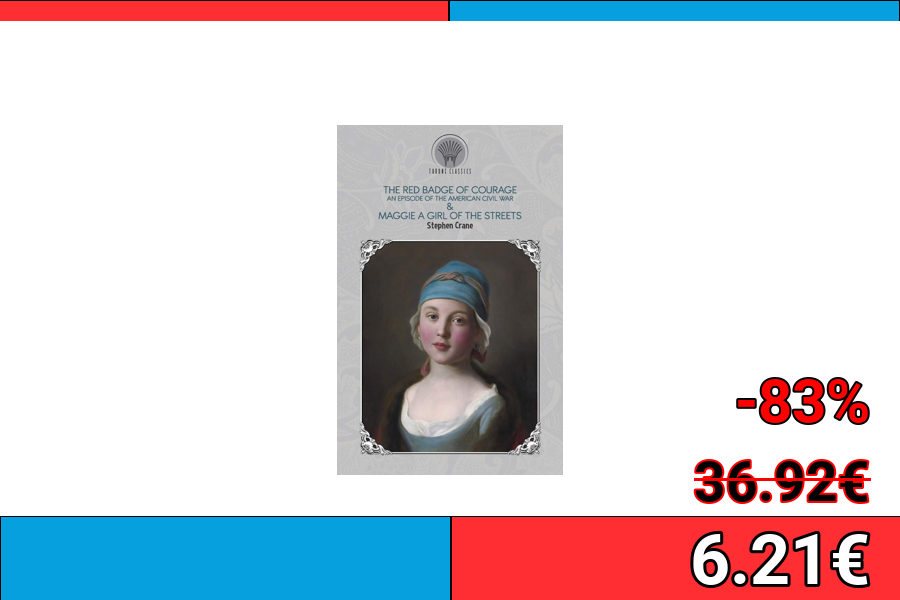 THRONE CLASSICS
THE RED BADGE OF COURAGE
AN EPISODE OF THE AMERICAN CIVIL WAR
&
MAGGIE A GIRL OF THE STREETS
Stephen Crane
-83%
36.92€
6.21€